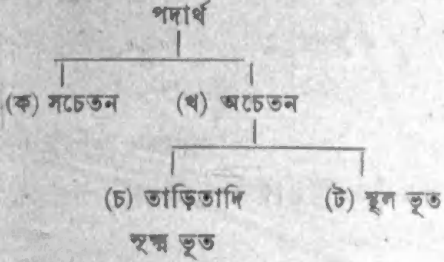 পদার্থ
(ক) সচেতন (খ) অচেতন
(চ) তাড়িতাদি (ট) স্থূল ভূত
সূক্ষ্ম ভূত